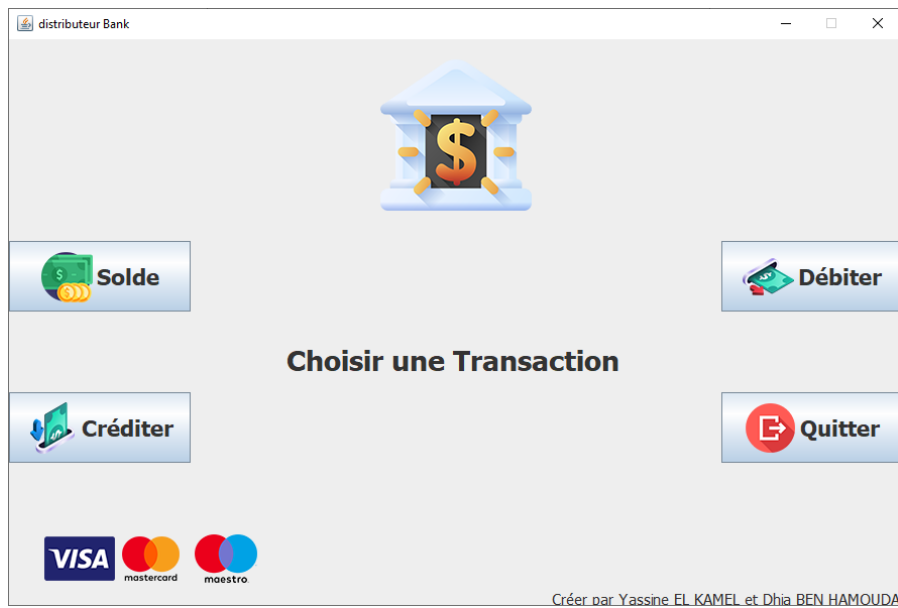 distributeur Bank
Solde
Débiter
Choisir une Transaction
Créditer
Quitter
VISA
mastercard
maestro
Créer par Yassine EL KAMEL et Dhia BEN HAMOUDA